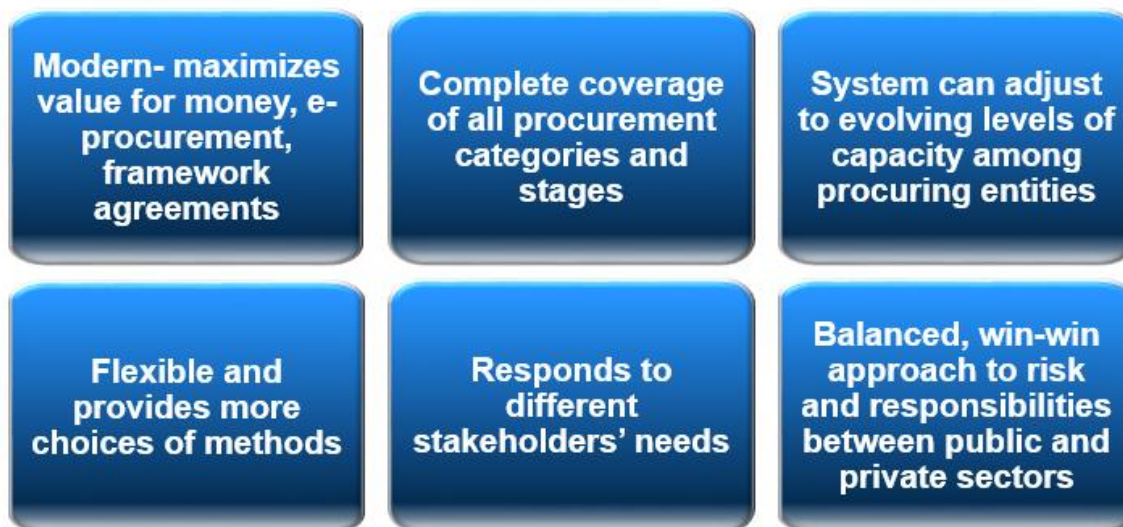 Modern- maximizes
value for money, e-
procurement,
framework
agreements
Complete coverage
of all procurement
categories and
stages
System can adjust
to evolving levels of
capacity among
procuring entities
Flexible and
provides more
choices of methods
Responds to
different
stakeholders’ needs
Balanced, win-win
approach to risk
and responsibilities
between public and
private sectors